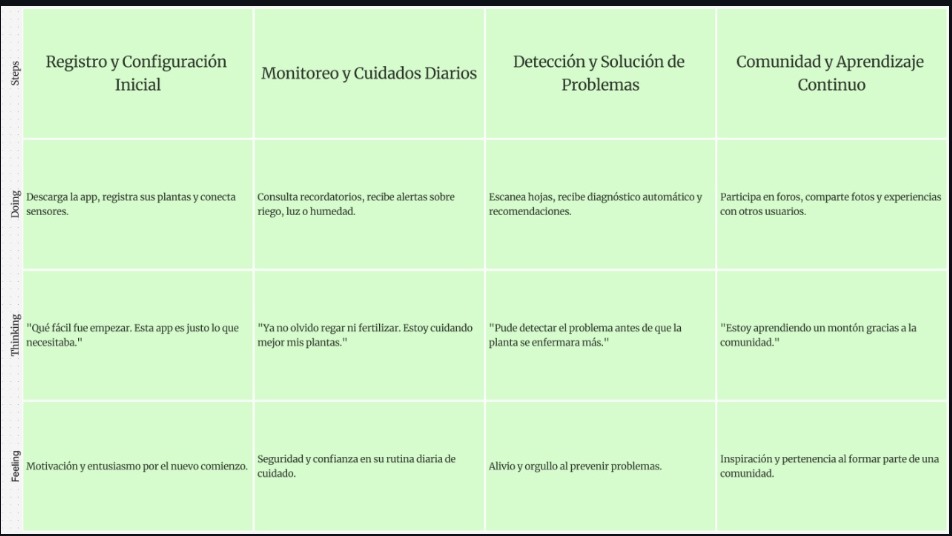 Steps
Registro y Configuración
Inicial
Monitoreo y Cuidados Diarios
Detección y Solución de
Problemas
Comunidad y Aprendizaje
Continuo
Doing
Descarga la app, registra sus plantas y conecta
sensores.
Consulta recordatorios, recibe alertas sobre
riego, luz o humedad.
Escanea hojas, recibe diagnóstico automático y
recomendaciones.
Participa en foros, comparte fotos y experiencias
con otros usuarios.
Thinking
"Qué fácil fue empezar. Esta app es justo lo que
necesitaba."
"Ya no olvido regar ni fertilizar. Estoy cuidando
mejor mis plantas."
"Pude detectar el problema antes de que la
planta se enfermara más."
"Estoy aprendiendo un montón gracias a la
comunidad."
Feeling
Motivación y entusiasmo por el nuevo comienzo.
Seguridad y confianza en su rutina diaria de
cuidado.
Alivio y orgullo al prevenir problemas.
Inspiración y pertenencia al formar parte de una
comunidad.